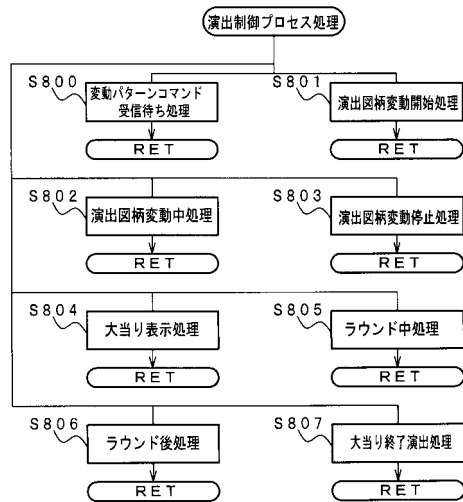 演出制御プロセス処理
S800
S801
変動パターンコマンド
受信待ち処理
演出図柄変動開始処理
RET
RET
S802
S803
演出図柄変動中処理
演出図柄変動停止処理
RET
RET
S804
S805
大当り表示処理
ラウンド中処理
RET
RET
S806
S807
ラウンド後処理
大当り終了演出処理
RET
RET